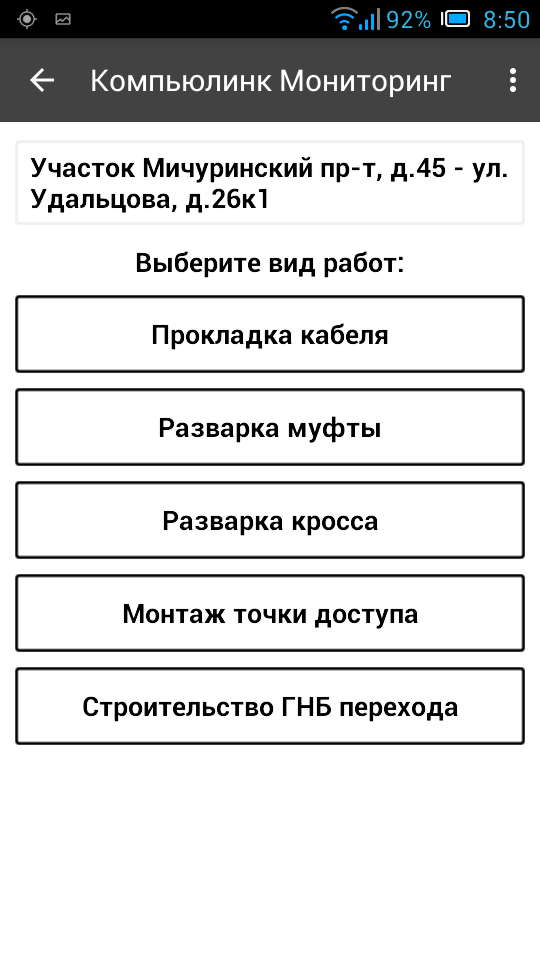 92% 8:50
Компьюлинк Мониторинг
Участок Мичуринский пр-т, д.45 - ул.
Удальцова, д.26к1
Выберите вид работ:
Прокладка кабеля
Разварка муфты
Разварка кросса
Монтаж точки доступа
Строительство ГНБ перехода